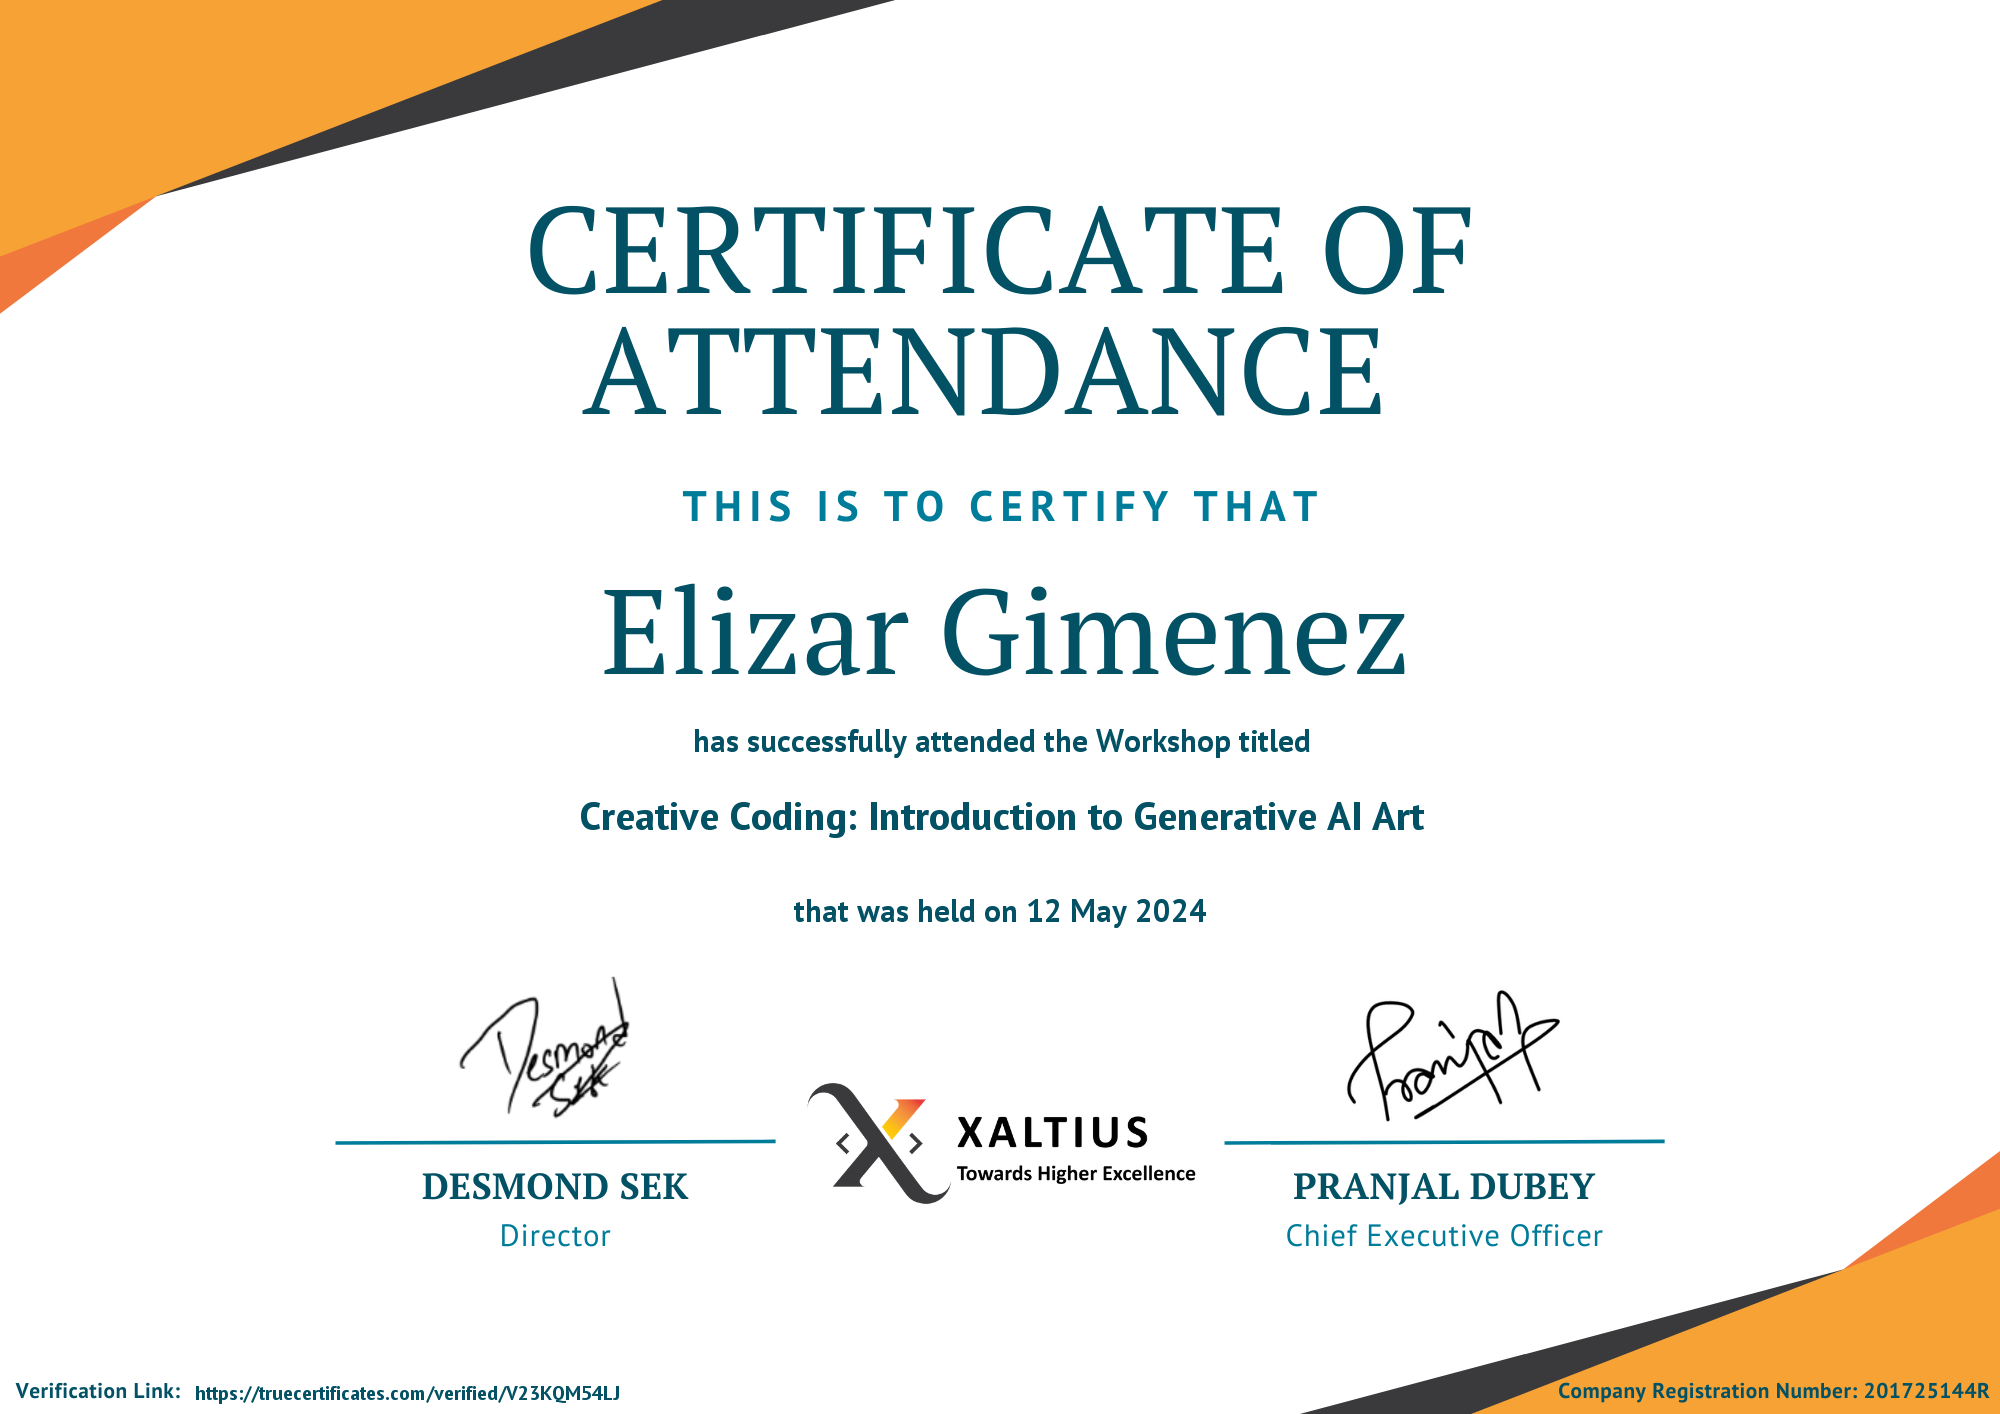 CERTIFICATE OF
ATTENDANCE
THIS IS TO CERTIFY THAT
Elizar Gimenez
has successfully attended the Workshop titled
Creative Coding: Introduction to Generative AI Art
that was held on 12 May 2024
Desmond
Sek
Pranjal
XALTIUS
Towards Higher Excellence
DESMOND SEK
Director
PRANJAL DUBEY
Chief Executive Officer
Verification Link: https://truecertificates.com/verified/V23KQM54LJ
Company Registration Number: 201725144R